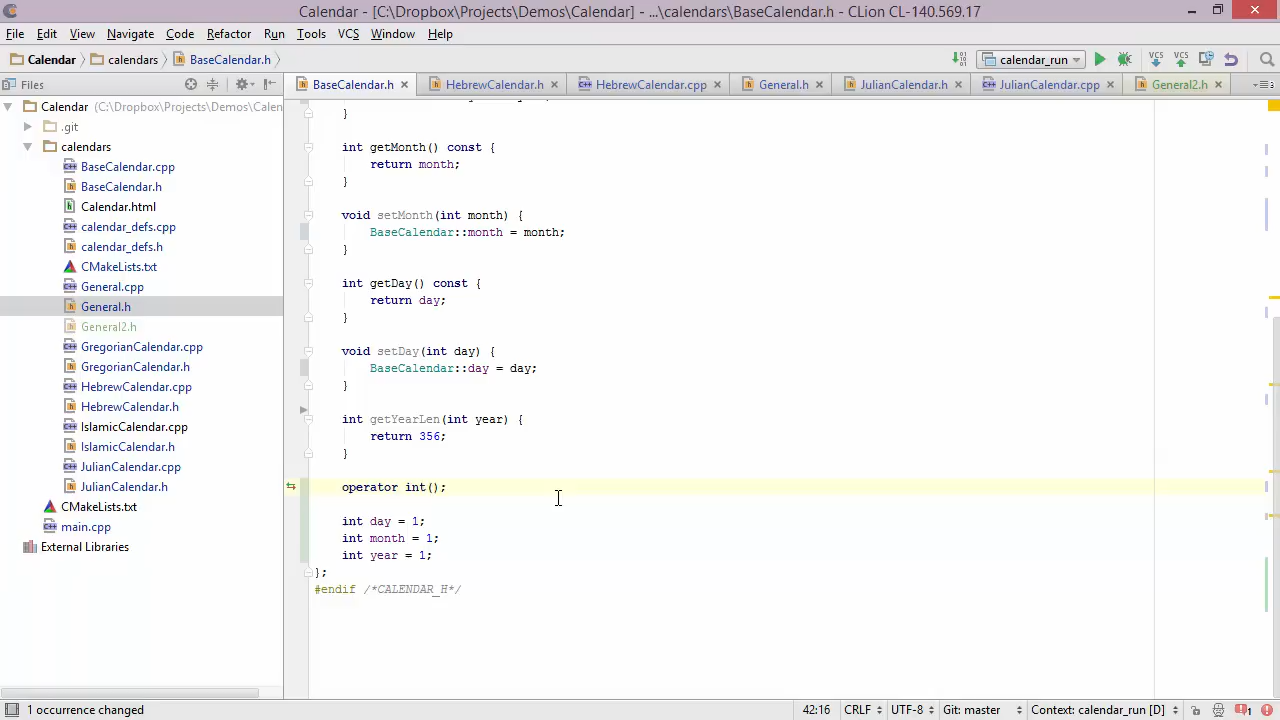 Calendar - [C:\Dropbox\Projects\Demos\Calendar] - ...\calendars\BaseCalendar.h - CLion CL-140.569.17
File Edit View Navigate Code Refactor Run Tools VCS Window Help
Calendar calendars BaseCalendar.h calendar_run VCS VCS
Files BaseCalendar.h HebrewCalendar.h HebrewCalendar.cpp General.h JulianCalendar.h JulianCalendar.cpp General2.h
Calendar (C:\Dropbox\Projects\Demos\Calen
.git
calendars
BaseCalendar.cpp
BaseCalendar.h
Calendar.html
calendar_defs.cpp
calendar_defs.h
CMakeLists.txt
General.cpp
General.h
General2.h
GregorianCalendar.cpp
GregorianCalendar.h
HebrewCalendar.cpp
HebrewCalendar.h
IslamicCalendar.cpp
IslamicCalendar.h
JulianCalendar.cpp
JulianCalendar.h
CMakeLists.txt
main.cpp
External Libraries
}
int getMonth() const {
return month;
}
void setMonth(int month) {
BaseCalendar::month = month;
}
int getDay() const {
return day;
}
void setDay(int day) {
BaseCalendar::day = day;
}
int getYearLen(int year) {
return 356;
}
operator int();
int day = 1;
int month = 1;
int year = 1;
};
#endif /*CALENDAR_H*/
1 occurrence changed 42:16 CRLF UTF-8 Git: master Context: calendar_run [D] 1